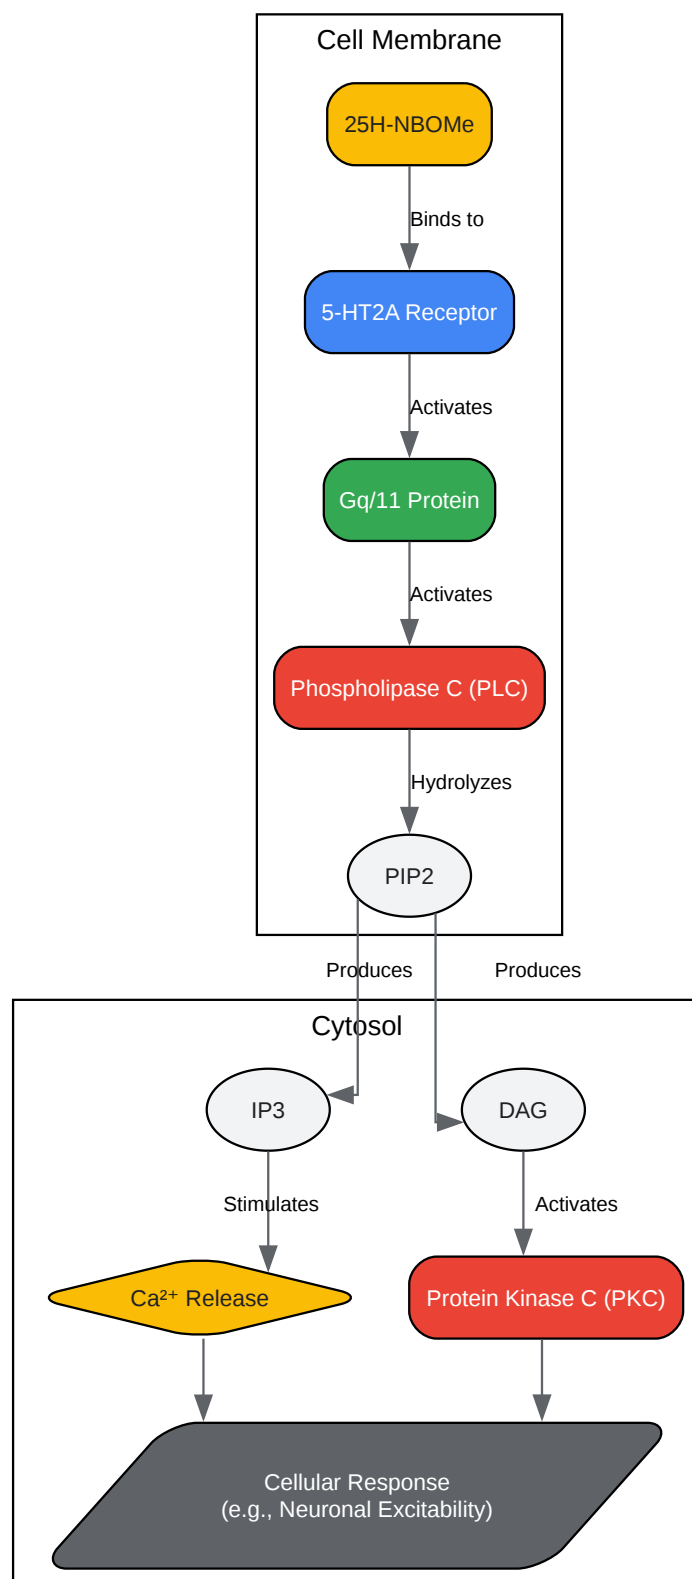 Cell Membrane
25H-NBOMe
Binds to
5-HT2A Receptor
Activates
Gq/11 Protein
Activates
Phospholipase C (PLC)
Hydrolyzes
PIP2
Produces
Produces
Cytosol
IP3
DAG
Stimulates
Activates
Ca²⁺ Release
Protein Kinase C (PKC)
Cellular Response
(e.g., Neuronal Excitability)